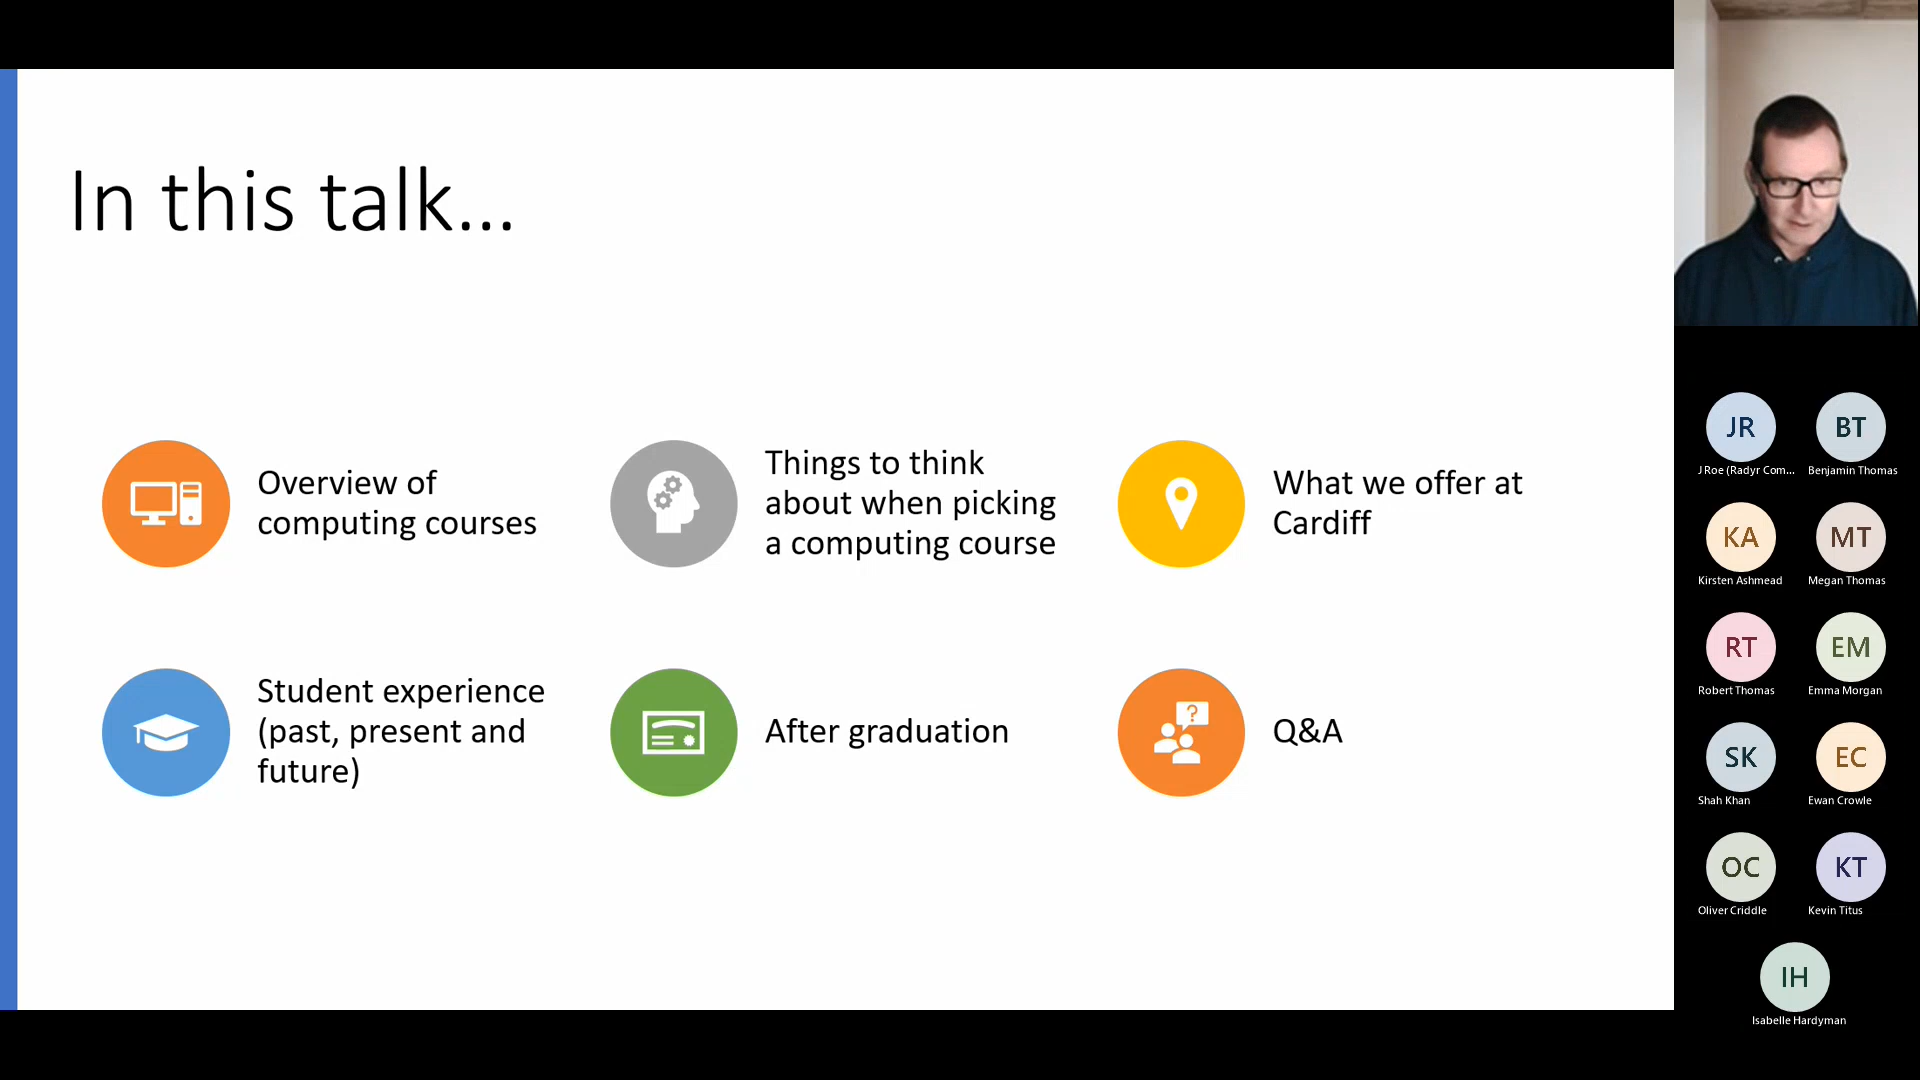 In this talk...
Overview of
computing courses
Things to think
about when picking
a computing course
What we offer at
Cardiff
Student experience
(past, present and
future)
After graduation
?
Q&A
JR
J Roe (Radyr Com...
BT
Benjamin Thomas
KA
Kirsten Ashmead
MT
Megan Thomas
RT
Robert Thomas
EM
Emma Morgan
SK
Shah Khan
EC
Ewan Crowle
OC
Oliver Criddle
KT
Kevin Titus
IH
Isabelle Hardyman